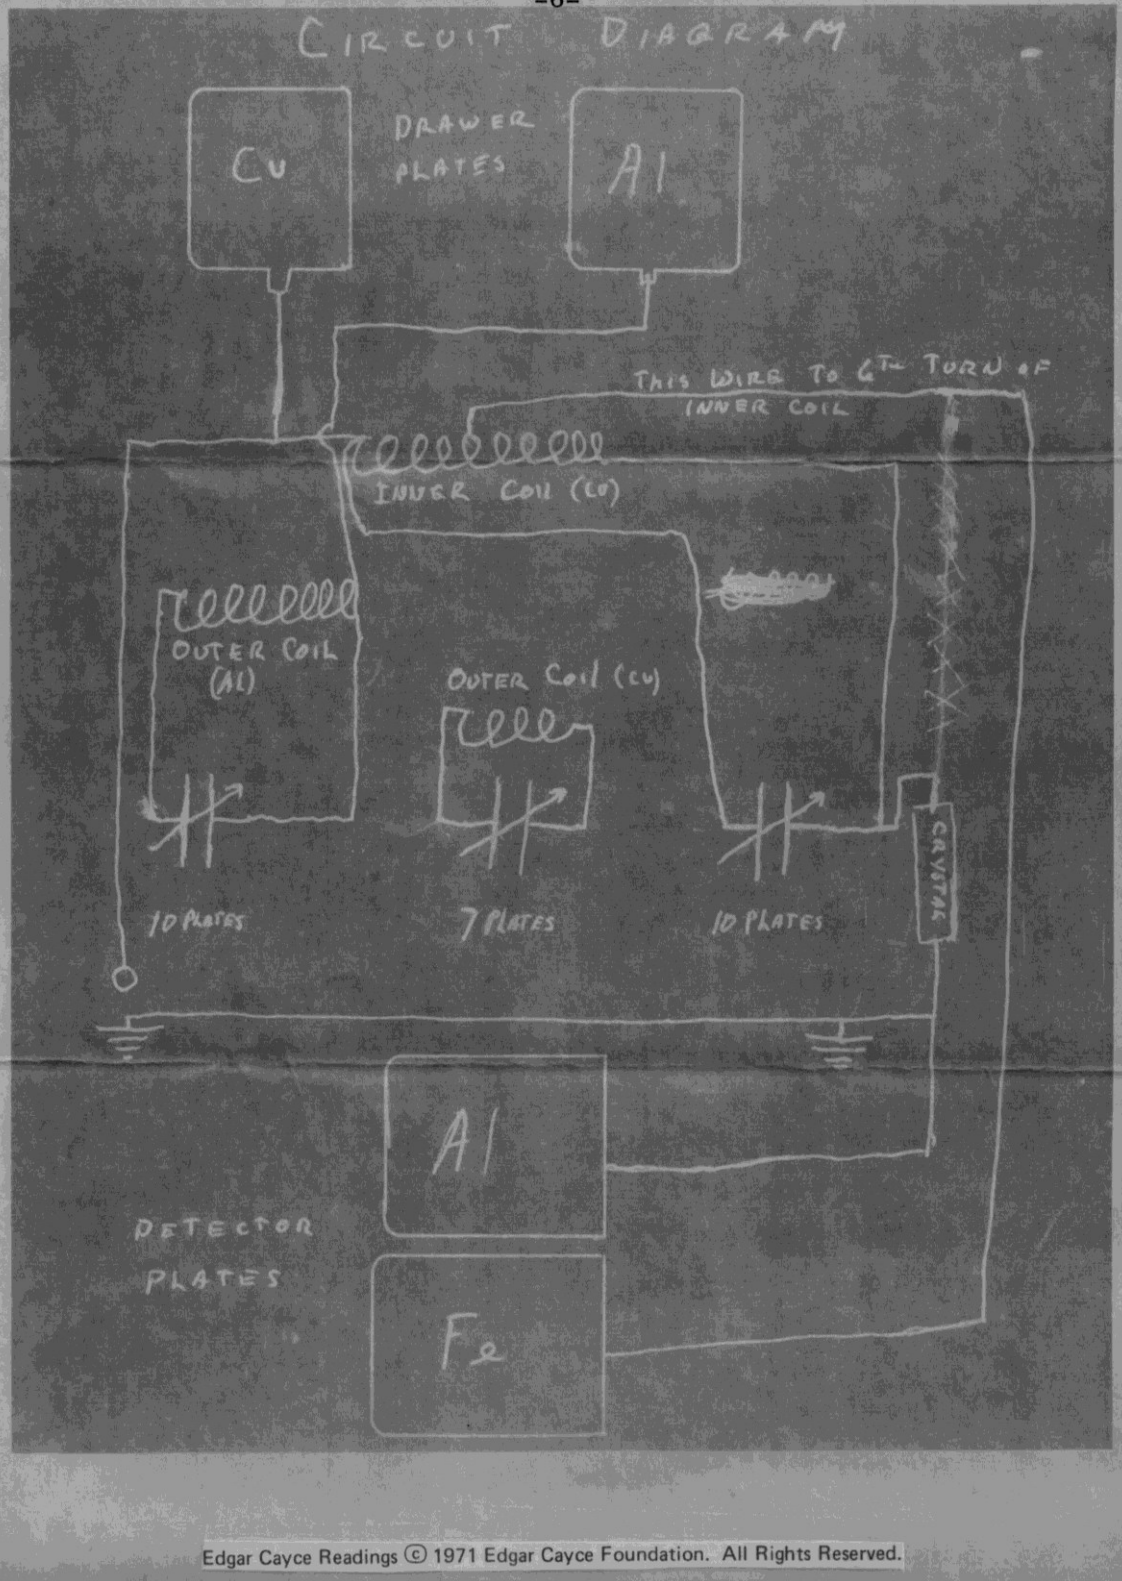 -6-
CIRCUIT DIAGRAM
Cu
DRAWER
PLATES
Al
THIS WIRE TO 6TH TURN OF
INNER COIL
INNER COIL (CU)
OUTER COIL
(AL)
OUTER COIL (CU)
CRYSTAL
10 PLATES
7 PLATES
10 PLATES
Al
DETECTOR
PLATES
Fe
Edgar Cayce Readings © 1971 Edgar Cayce Foundation. All Rights Reserved.